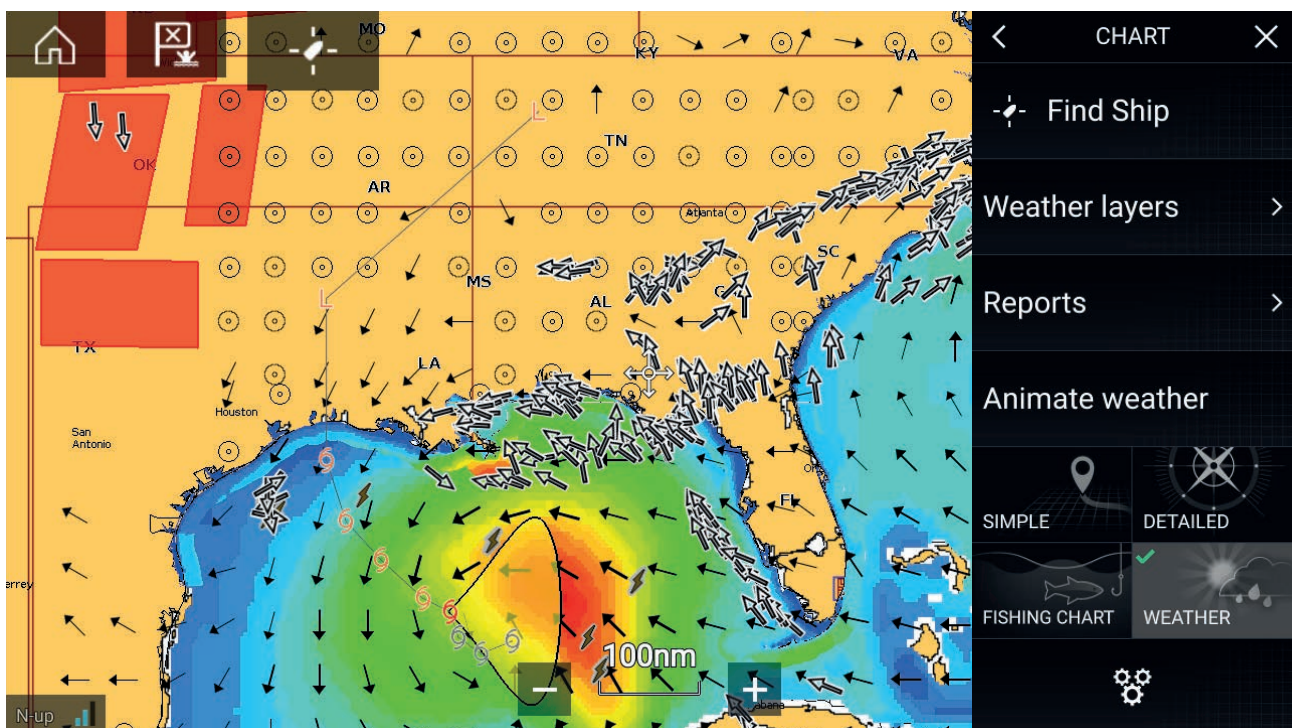 MO
KY
VA
CHART
Find Ship
OK
TN
AR
Atlanta
Weather layers
SC
MS
AL
L
L
Reports
TX
LA
Houston
San
Antonio
Animate weather
FL
SIMPLE
DETAILED
FISHING CHART
WEATHER
100nm
−
+
abana
N-up